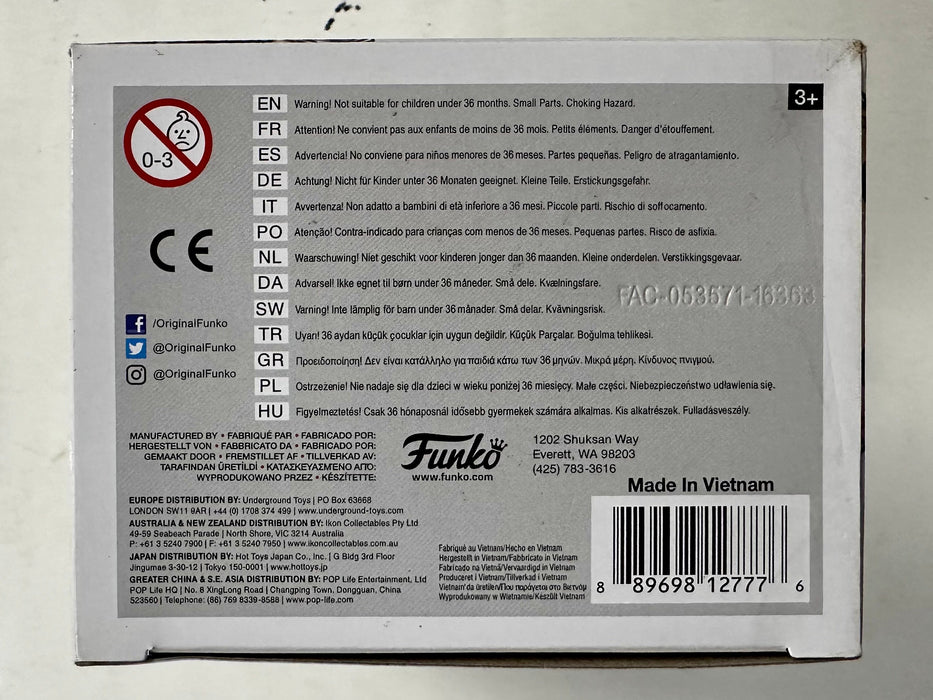 0-3
3+
EN Warning! Not suitable for children under 36 months. Small Parts. Choking Hazard.
FR Attention! Ne convient pas aux enfants de moins de 36 mois. Petits éléments. Danger d'étouffement.
ES Advertencia! No conviene para niños menores de 36 meses. Partes pequeñas. Peligro de atragantamiento.
DE Achtung! Nicht für Kinder unter 36 Monaten geeignet. Kleine Teile. Erstickungsgefahr.
IT Avvertenza! Non adatto a bambini di età inferiore a 36 mesi. Piccole parti. Rischio di soffocamento.
PO Atenção! Contra-indicado para crianças com menos de 36 meses. Pequenas partes. Risco de asfixia.
NL Waarschuwing! Niet geschikt voor kinderen jonger dan 36 maanden. Kleine onderdelen. Verstikkingsgevaar.
DA Advarsel! Ikke egnet til børn under 36 måneder. Små dele. Kvælningsfare.
SW Varning! Inte lämplig för barn under 36 månader. Små delar. Kvävningsrisk.
TR Uyarı! 36 aydan küçük çocuklar için uygun değildir. Küçük Parçalar. Boğulma tehlikesi.
GR Προειδοποίηση! Δεν είναι κατάλληλο για παιδιά κάτω των 36 μηνών. Μικρά μέρη. Κίνδυνος πνιγμού.
PL Ostrzeżenie! Nie nadaje się dla dzieci w wieku poniżej 36 miesięcy. Małe części. Niebezpieczeństwo udławienia się.
HU Figyelmeztetés! Csak 36 hónaposnál idősebb gyermekek számára alkalmas. Kis alkatrészek. Fulladásveszély.
FAC-053571-16363
CE
/OriginalFunko
@OriginalFunko
@OriginalFunko
MANUFACTURED BY • FABRIQUÉ PAR • FABRICADO POR:
HERGESTELLT VON • FABBRICATO DA • FABRICADO POR:
GEMAAKT DOOR • FREMSTILLET AF • TILLVERKAD AV:
TARAFINDAN ÜRETİLDİ • ΚΑΤΑΣΚΕΥΑΣΜΕΝΟ ΑΠΌ:
WYPRODUKOWANO PRZEZ • KÉSZÍTETTE:
Funko
www.funko.com
1202 Shuksan Way
Everett, WA 98203
(425) 783-3616
EUROPE DISTRIBUTION BY: Underground Toys | PO Box 63668
LONDON SW11 9AR | +44 (0) 1708 374 499 | www.underground-toys.com
AUSTRALIA & NEW ZEALAND DISTRIBUTION BY: Ikon Collectables Pty Ltd
49-59 Seabeach Parade | North Shore, VIC 3214 Australia
P: +61 3 5240 7900 | F: +61 3 5240 7950 | www.ikoncollectables.com.au
JAPAN DISTRIBUTION BY: Hot Toys Japan Co., Inc. | G Bldg 3rd Floor
Jingumae 3-30-12 | Tokyo 150-0001 | www.hottoys.jp
GREATER CHINA & S.E. ASIA DISTRIBUTION BY: POP Life Entertainment, Ltd
POP Life HQ | No. 8 XingLong Road | Changping Town, Dongguan, China
523560 | Telephone: (86) 769 8339-8588 | www.pop-life.com
Fabriqué au Vietnam/Hecho en Vietnam
Hergestellt in Vietnam/Fabbricato in Vietnam
Fabricado na Vietnã/Vervaardigd in Vietnam
Produceret i Vietnam/Tillverkad i Vietnam
Vietnam'da üretilen/Που παράγεται στο Βιετνάμ
Wyprodukowany w Wietnamie/Készült Vietnam
Made In Vietnam
8 89698 12777 6